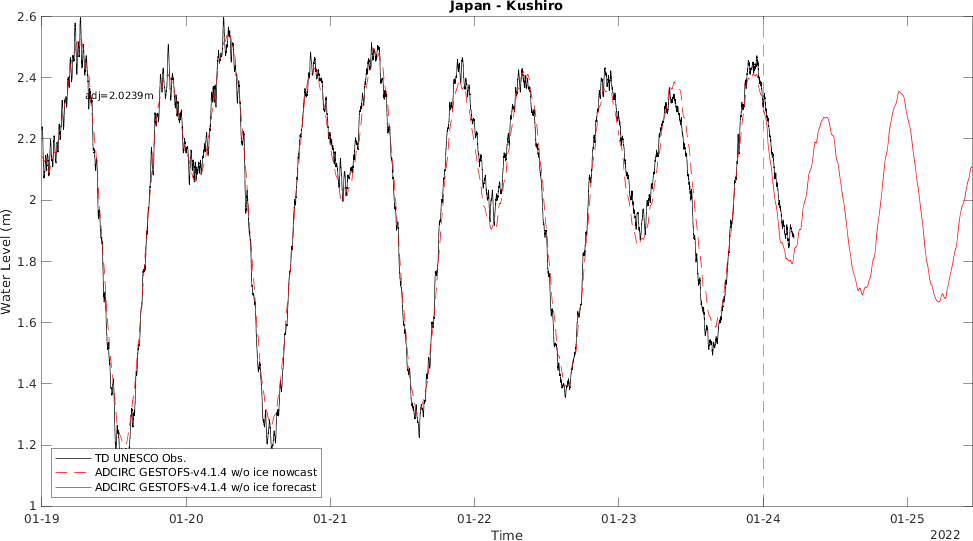 Japan - Kushiro
2.6
2.4
adj=2.0239m
2.2
2
Water Level (m)
1.8
1.6
1.4
1.2
TD UNESCO Obs.
ADCIRC GESTOFS-v4.1.4 w/o ice nowcast
ADCIRC GESTOFS-v4.1.4 w/o ice forecast
1
01-19 01-20 01-21 01-22 01-23 01-24 01-25
Time
2022